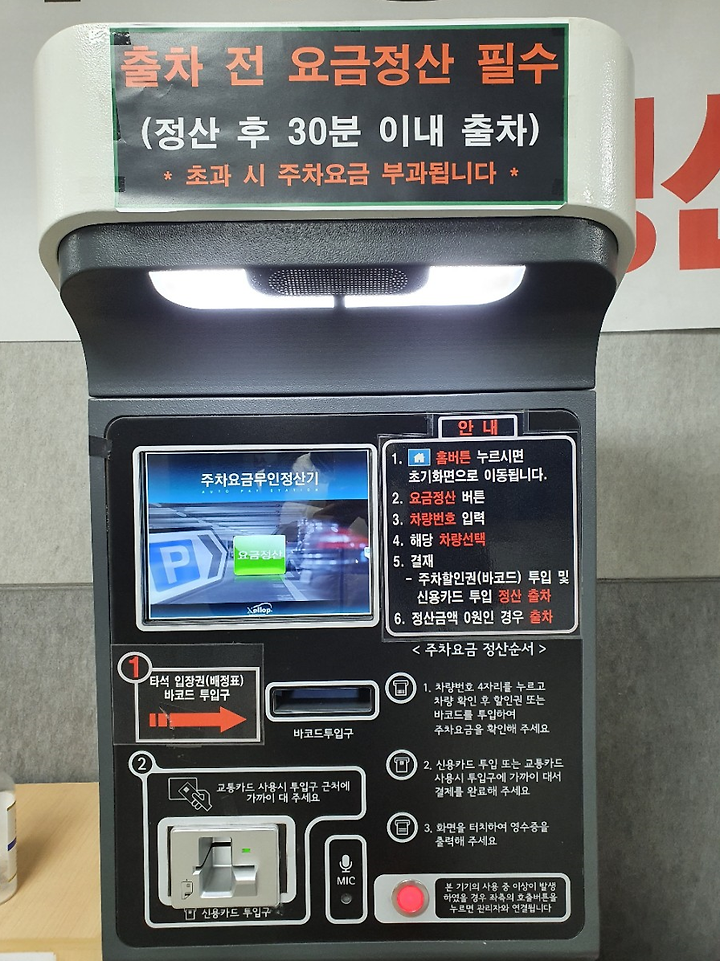 출차 전 요금정산 필수
(정산 후 30분 이내 출차)
* 초과 시 주차요금 부과됩니다 *
정산
주차요금무인정산기
AUTO PAY STATION
P
요금정산
안 내
1. 홈버튼 누르시면
초기화면으로 이동됩니다.
2. 요금정산 버튼
3. 차량번호 입력
4. 해당 차량선택
5. 결재
- 주차할인권(바코드) 투입 및
신용카드 투입 정산 출차
6. 정산금액 0원인 경우 출차
< 주차요금 정산순서 >
1
타석 입장권(배정표)
바코드 투입구
바코드투입구
1. 차량번호 4자리를 누르고
차량 확인 후 할인권 또는
바코드를 투입하여
주차요금을 확인해 주세요
2
교통카드 사용시 투입구 근처에
가까이 대 주세요
신용카드 투입구
MIC
2. 신용카드 투입 또는 교통카드
사용시 투입구에 가까이 대서
결제를 완료해 주세요
3. 화면을 터치하여 영수증을
출력해 주세요
본 기기의 사용 중 이상이 발생
하였을 경우 좌측의 호출버튼을
누르면 관리자와 연결됩니다